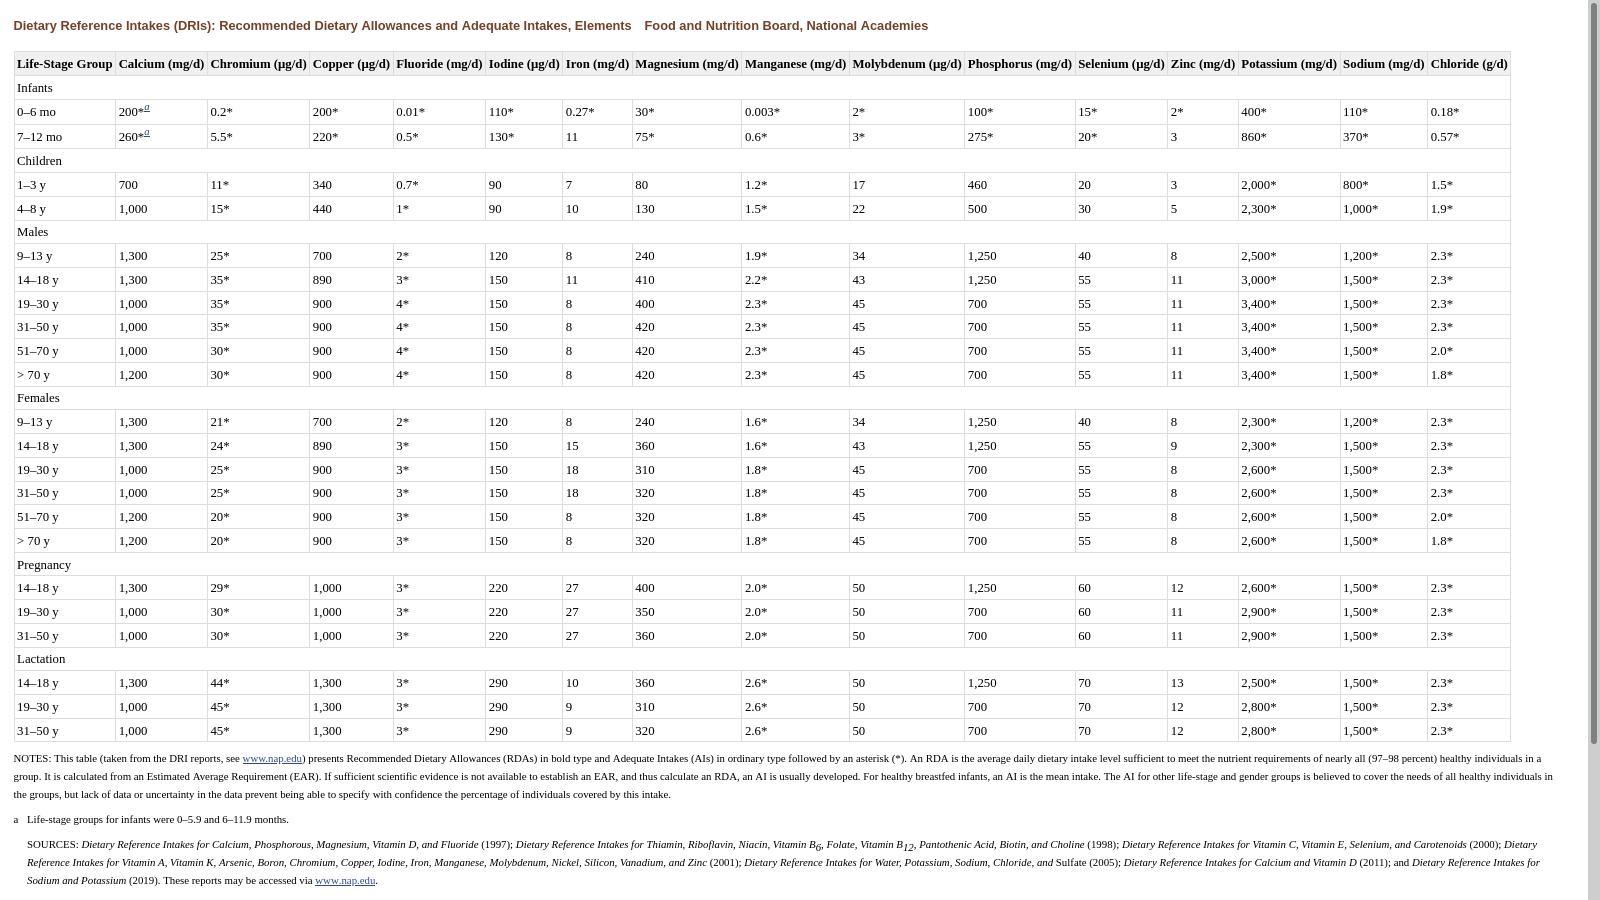 Dietary Reference Intakes (DRIs): Recommended Dietary Allowances and Adequate Intakes, Elements Food and Nutrition Board, National Academies
Life-Stage Group Calcium (mg/d) Chromium (μg/d) Copper (μg/d) Fluoride (mg/d) Iodine (μg/d) Iron (mg/d) Magnesium (mg/d) Manganese (mg/d) Molybdenum (μg/d) Phosphorus (mg/d) Selenium (μg/d) Zinc (mg/d) Potassium (mg/d) Sodium (mg/d) Chloride (g/d)
Infants
0–6 mo 200*a 0.2* 200* 0.01* 110* 0.27* 30* 0.003* 2* 100* 15* 2* 400* 110* 0.18*
7–12 mo 260*a 5.5* 220* 0.5* 130* 11 75* 0.6* 3* 275* 20* 3 860* 370* 0.57*
Children
1–3 y 700 11* 340 0.7* 90 7 80 1.2* 17 460 20 3 2,000* 800* 1.5*
4–8 y 1,000 15* 440 1* 90 10 130 1.5* 22 500 30 5 2,300* 1,000* 1.9*
Males
9–13 y 1,300 25* 700 2* 120 8 240 1.9* 34 1,250 40 8 2,500* 1,200* 2.3*
14–18 y 1,300 35* 890 3* 150 11 410 2.2* 43 1,250 55 11 3,000* 1,500* 2.3*
19–30 y 1,000 35* 900 4* 150 8 400 2.3* 45 700 55 11 3,400* 1,500* 2.3*
31–50 y 1,000 35* 900 4* 150 8 420 2.3* 45 700 55 11 3,400* 1,500* 2.3*
51–70 y 1,000 30* 900 4* 150 8 420 2.3* 45 700 55 11 3,400* 1,500* 2.0*
> 70 y 1,200 30* 900 4* 150 8 420 2.3* 45 700 55 11 3,400* 1,500* 1.8*
Females
9–13 y 1,300 21* 700 2* 120 8 240 1.6* 34 1,250 40 8 2,300* 1,200* 2.3*
14–18 y 1,300 24* 890 3* 150 15 360 1.6* 43 1,250 55 9 2,300* 1,500* 2.3*
19–30 y 1,000 25* 900 3* 150 18 310 1.8* 45 700 55 8 2,600* 1,500* 2.3*
31–50 y 1,000 25* 900 3* 150 18 320 1.8* 45 700 55 8 2,600* 1,500* 2.3*
51–70 y 1,200 20* 900 3* 150 8 320 1.8* 45 700 55 8 2,600* 1,500* 2.0*
> 70 y 1,200 20* 900 3* 150 8 320 1.8* 45 700 55 8 2,600* 1,500* 1.8*
Pregnancy
14–18 y 1,300 29* 1,000 3* 220 27 400 2.0* 50 1,250 60 12 2,600* 1,500* 2.3*
19–30 y 1,000 30* 1,000 3* 220 27 350 2.0* 50 700 60 11 2,900* 1,500* 2.3*
31–50 y 1,000 30* 1,000 3* 220 27 360 2.0* 50 700 60 11 2,900* 1,500* 2.3*
Lactation
14–18 y 1,300 44* 1,300 3* 290 10 360 2.6* 50 1,250 70 13 2,500* 1,500* 2.3*
19–30 y 1,000 45* 1,300 3* 290 9 310 2.6* 50 700 70 12 2,800* 1,500* 2.3*
31–50 y 1,000 45* 1,300 3* 290 9 320 2.6* 50 700 70 12 2,800* 1,500* 2.3*
NOTES: This table (taken from the DRI reports, see www.nap.edu) presents Recommended Dietary Allowances (RDAs) in bold type and Adequate Intakes (AIs) in ordinary type followed by an asterisk (*). An RDA is the average daily dietary intake level sufficient to meet the nutrient requirements of nearly all (97–98 percent) healthy individuals in a
group. It is calculated from an Estimated Average Requirement (EAR). If sufficient scientific evidence is not available to establish an EAR, and thus calculate an RDA, an AI is usually developed. For healthy breastfed infants, an AI is the mean intake. The AI for other life-stage and gender groups is believed to cover the needs of all healthy individuals in
the groups, but lack of data or uncertainty in the data prevent being able to specify with confidence the percentage of individuals covered by this intake.
a Life-stage groups for infants were 0–5.9 and 6–11.9 months.
SOURCES: Dietary Reference Intakes for Calcium, Phosphorous, Magnesium, Vitamin D, and Fluoride (1997); Dietary Reference Intakes for Thiamin, Riboflavin, Niacin, Vitamin B6, Folate, Vitamin B12, Pantothenic Acid, Biotin, and Choline (1998); Dietary Reference Intakes for Vitamin C, Vitamin E, Selenium, and Carotenoids (2000); Dietary
Reference Intakes for Vitamin A, Vitamin K, Arsenic, Boron, Chromium, Copper, Iodine, Iron, Manganese, Molybdenum, Nickel, Silicon, Vanadium, and Zinc (2001); Dietary Reference Intakes for Water, Potassium, Sodium, Chloride, and Sulfate (2005); Dietary Reference Intakes for Calcium and Vitamin D (2011); and Dietary Reference Intakes for
Sodium and Potassium (2019). These reports may be accessed via www.nap.edu.